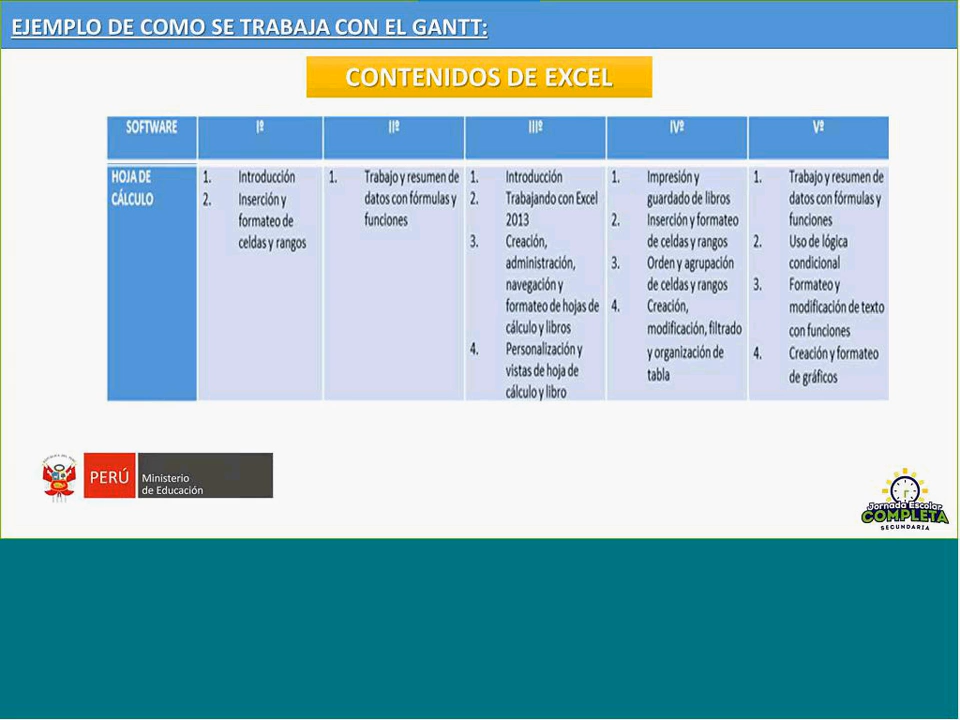 EJEMPLO DE COMO SE TRABAJA CON EL GANTT:
CONTENIDOS DE EXCEL
SOFTWARE
Iº
IIº
IIIº
IVº
Vº
HOJA DE
CÁLCULO
1. Introducción
2. Inserción y
formateo de
celdas y rangos
1. Trabajo y resumen de
datos con fórmulas y
funciones
1. Introducción
2. Trabajando con Excel
2013
3. Creación,
administración,
navegación y
formateo de hojas de
cálculo y libros
4. Personalización y
vistas de hoja de
cálculo y libro
1. Impresión y
guardado de libros
2. Inserción y formateo
de celdas y rangos
3. Orden y agrupación
de celdas y rangos
4. Creación,
modificación, filtrado
y organización de
tabla
1. Trabajo y resumen de
datos con fórmulas y
funciones
2. Uso de lógica
condicional
3. Formateo y
modificación de texto
con funciones
4. Creación y formateo
de gráficos
PERÚ
Ministerio
de Educación
Jornada Escolar
COMPLETA
SECUNDARIA